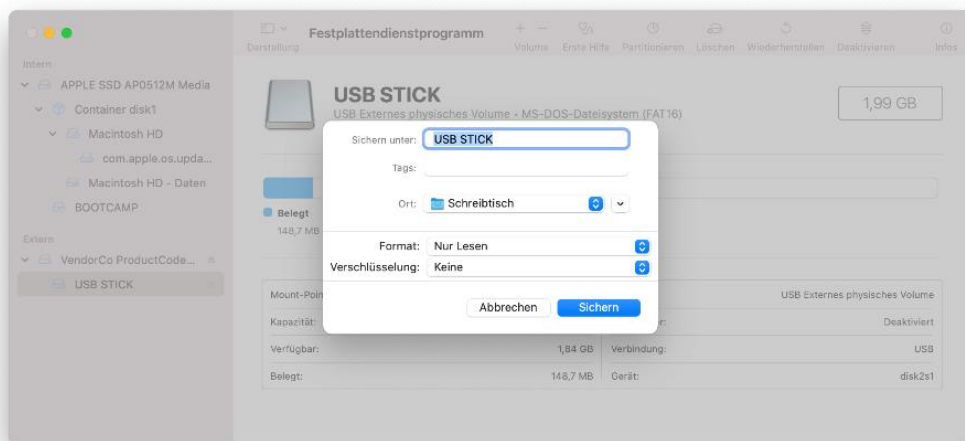 Festplattendienstprogramm
Darstellung
Volume Erste Hilfe Partitionieren Löschen Wiederherstellen Deaktivieren Infos
Intern
APPLE SSD AP0512M Media
Container disk1
Macintosh HD
com.apple.os.upda...
Macintosh HD - Daten
BOOTCAMP
Extern
VendorCo ProductCode...
USB STICK
USB STICK
USB Externes physisches Volume - MS-DOS-Dateisystem (FAT16)
1,99 GB
Sichern unter: USB STICK
Tags:
Ort: Schreibtisch
Format: Nur Lesen
Verschlüsselung: Keine
Abbrechen Sichern
Belegt
148,7 MB
Mount-Poin
USB Externes physisches Volume
Kapazität:
Deaktiviert
Verfügbar: 1,84 GB
Verbindung: USB
Belegt: 148,7 MB
Gerät: disk2s1